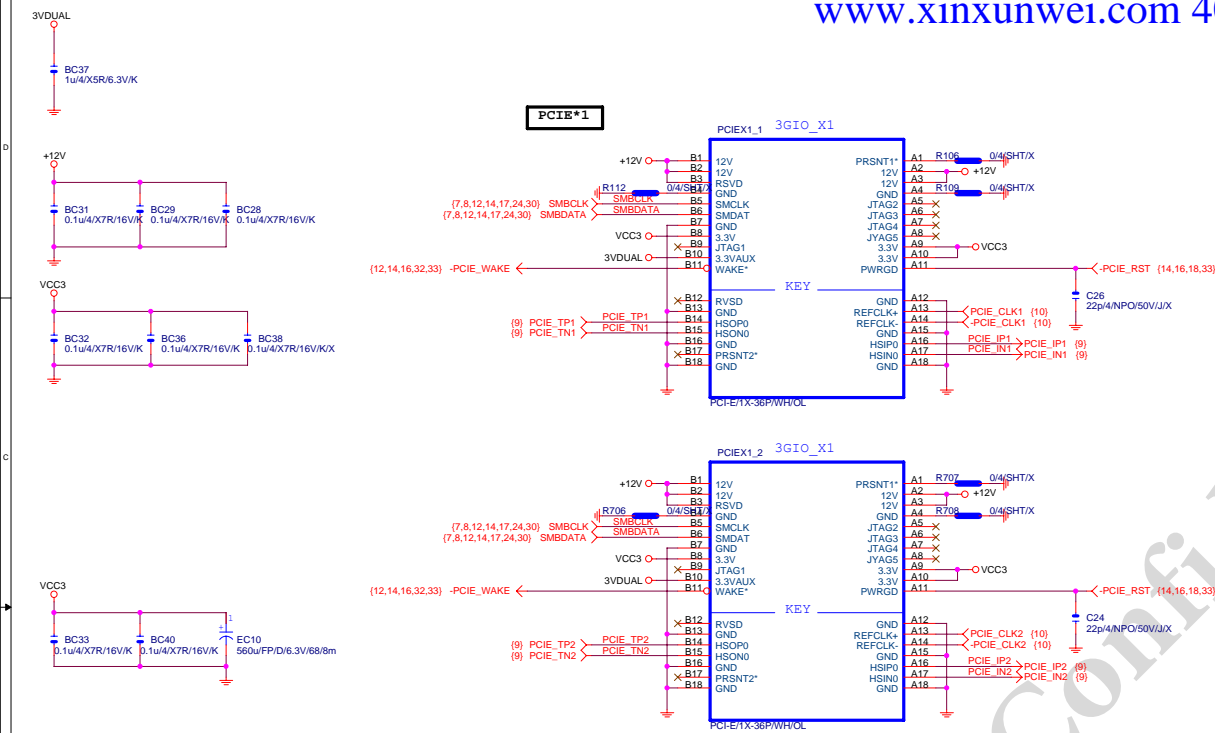 www.xinxunwei.com 40
3VDUAL
BC37
1u/4/X5R/6.3V/K
D
+12V
BC31
0.1u/4/X7R/16V/K
BC29
0.1u/4/X7R/16V/K
BC28
0.1u/4/X7R/16V/K
VCC3
BC32
0.1u/4/X7R/16V/K
BC36
0.1u/4/X7R/16V/K
BC38
0.1u/4/X7R/16V/K/X
C
VCC3
BC33
0.1u/4/X7R/16V/K
BC40
0.1u/4/X7R/16V/K
1
+
EC10
560u/FP/D/6.3V/68/8m
PCIE*1
PCIEX1_1 3GIO_X1
+12V B1 12V PRSNT1* A1 R106 0/4/SHT/X
B2 12V 12V A2 +12V
B3 RSVD 12V A3
R112 0/4/SHT/X B4 GND GND A4 R109 0/4/SHT/X
{7,8,12,14,17,24,30} SMBCLK SMBCLK B5 SMCLK JTAG2 A5
{7,8,12,14,17,24,30} SMBDATA SMBDATA B6 SMDAT JTAG3 A6
B7 GND JTAG4 A7
VCC3 B8 3.3V JYAG5 A8
B9 JTAG1 3.3V A9 VCC3
3VDUAL B10 3.3VAUX 3.3V A10
{12,14,16,32,33} -PCIE_WAKE B11 WAKE* PWRGD A11 -PCIE_RST {14,16,18,33}
KEY
C26
22p/4/NPO/50V/J/X
B12 RVSD GND A12
B13 GND REFCLK+ A13 PCIE_CLK1 {10}
{9} PCIE_TP1 PCIE_TP1 B14 HSOP0 REFCLK- A14 -PCIE_CLK1 {10}
{9} PCIE_TN1 PCIE_TN1 B15 HSON0 GND A15
B16 GND HSIP0 A16 PCIE_IP1 PCIE_IP1 {9}
B17 PRSNT2* HSIN0 A17 PCIE_IN1 PCIE_IN1 {9}
B18 GND GND A18
PCI-E/1X-36P/WH/OL
PCIEX1_2 3GIO_X1
+12V B1 12V PRSNT1* A1 R707 0/4/SHT/X
B2 12V 12V A2 +12V
B3 RSVD 12V A3
R706 0/4/SHT/X B4 GND GND A4 R708 0/4/SHT/X
{7,8,12,14,17,24,30} SMBCLK SMBCLK B5 SMCLK JTAG2 A5
{7,8,12,14,17,24,30} SMBDATA SMBDATA B6 SMDAT JTAG3 A6
B7 GND JTAG4 A7
VCC3 B8 3.3V JYAG5 A8
B9 JTAG1 3.3V A9 VCC3
3VDUAL B10 3.3VAUX 3.3V A10
{12,14,16,32,33} -PCIE_WAKE B11 WAKE* PWRGD A11 -PCIE_RST {14,16,18,33}
KEY
C24
22p/4/NPO/50V/J/X
B12 RVSD GND A12
B13 GND REFCLK+ A13 PCIE_CLK2 {10}
{9} PCIE_TP2 PCIE_TP2 B14 HSOP0 REFCLK- A14 -PCIE_CLK2 {10}
{9} PCIE_TN2 PCIE_TN2 B15 HSON0 GND A15
B16 GND HSIP0 A16 PCIE_IP2 PCIE_IP2 {9}
B17 PRSNT2* HSIN0 A17 PCIE_IN2 PCIE_IN2 {9}
B18 GND GND A18
PCI-E/1X-36P/WH/OL
Confi